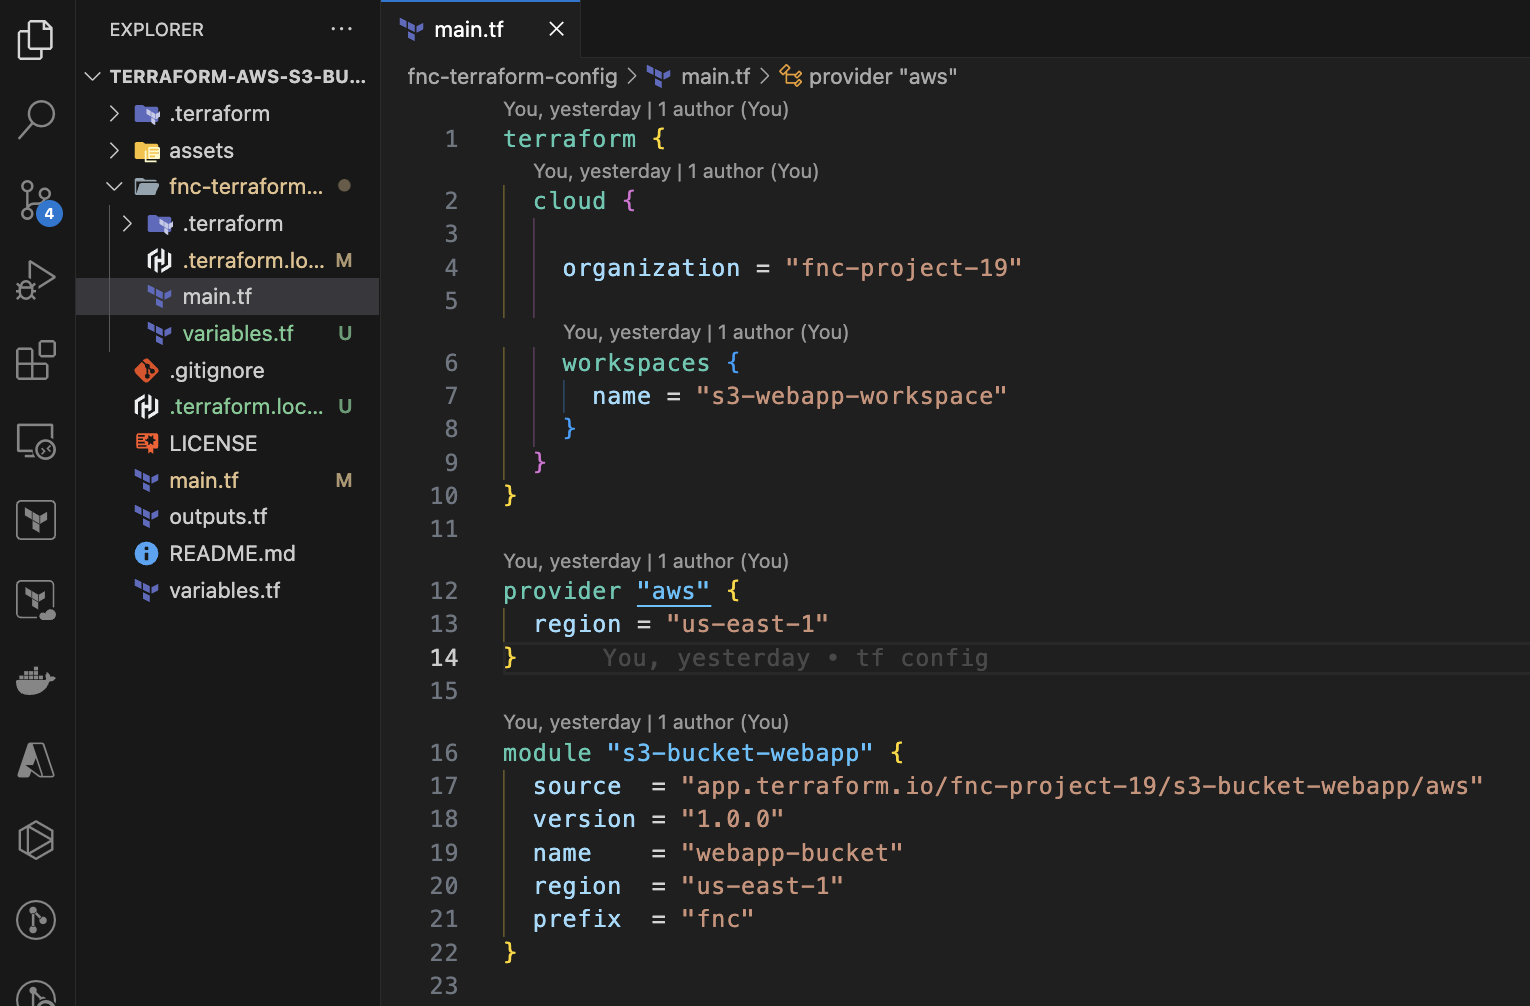 EXPLORER
TERRAFORM-AWS-S3-BU...
.terraform
assets
fnc-terraform...
.terraform
.terraform.lo... M
main.tf
variables.tf U
.gitignore
.terraform.loc... U
LICENSE
main.tf M
outputs.tf
README.md
variables.tf
4
main.tf
fnc-terraform-config > main.tf > provider "aws"
You, yesterday | 1 author (You)
1 terraform {
You, yesterday | 1 author (You)
2 cloud {
3
4 organization = "fnc-project-19"
5
You, yesterday | 1 author (You)
6 workspaces {
7 name = "s3-webapp-workspace"
8 }
9 }
10 }
11
You, yesterday | 1 author (You)
12 provider "aws" {
13 region = "us-east-1"
14 } You, yesterday • tf config
15
You, yesterday | 1 author (You)
16 module "s3-bucket-webapp" {
17 source = "app.terraform.io/fnc-project-19/s3-bucket-webapp/aws"
18 version = "1.0.0"
19 name = "webapp-bucket"
20 region = "us-east-1"
21 prefix = "fnc"
22 }
23